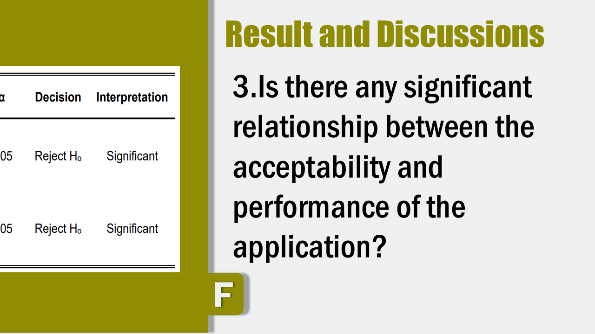 Result and Discussions
α Decision Interpretation
05 Reject H₀ Significant
05 Reject H₀ Significant
3.Is there any significant
relationship between the
acceptability and
performance of the
application?
F